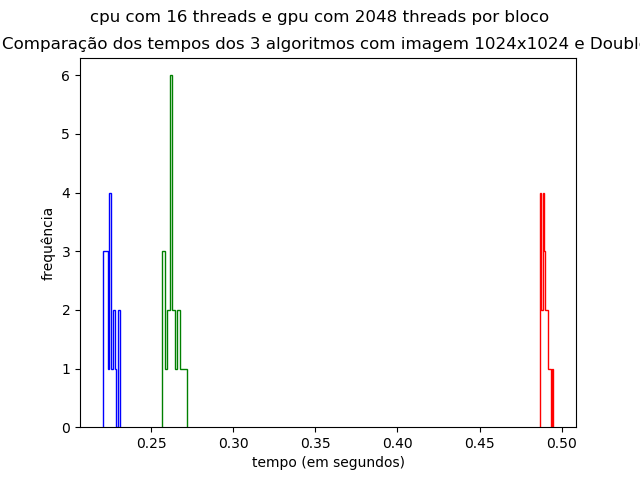 cpu com 16 threads e gpu com 2048 threads por bloco
Comparação dos tempos dos 3 algoritmos com imagem 1024x1024 e Doubl
6
5
4
3
2
1
0
frequência
0.25 0.30 0.35 0.40 0.45 0.50
tempo (em segundos)